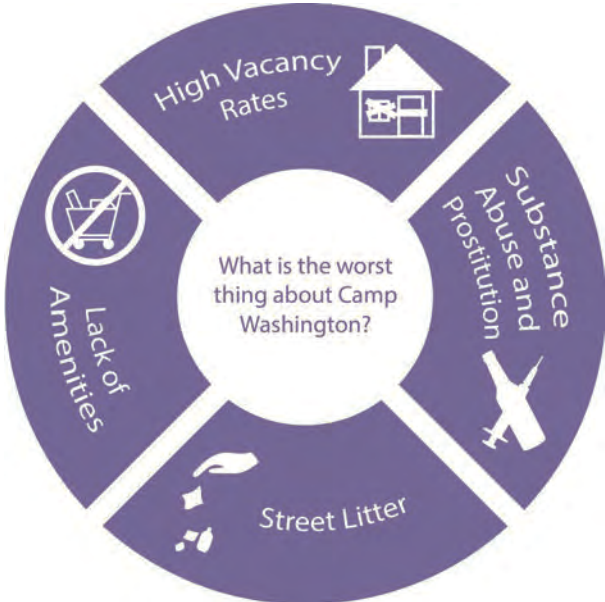 High Vacancy
Rates
Substance
Abuse and
Prostitution
What is the worst
thing about Camp
Washington?
Lack of
Amenities
Street Litter